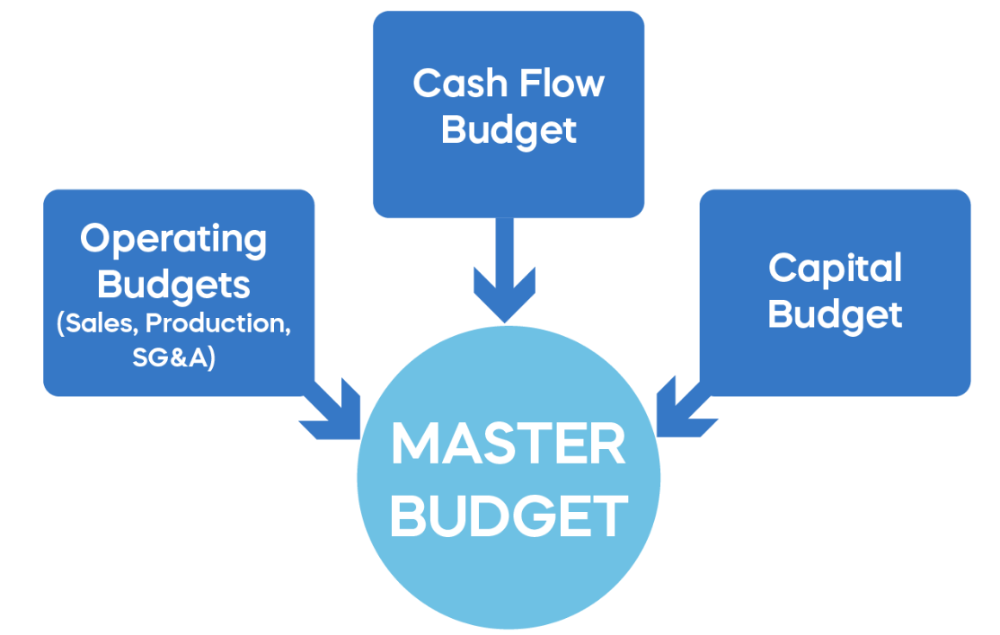 Cash Flow
Budget
Operating
Budgets
(Sales, Production,
SG&A)
Capital
Budget
MASTER
BUDGET